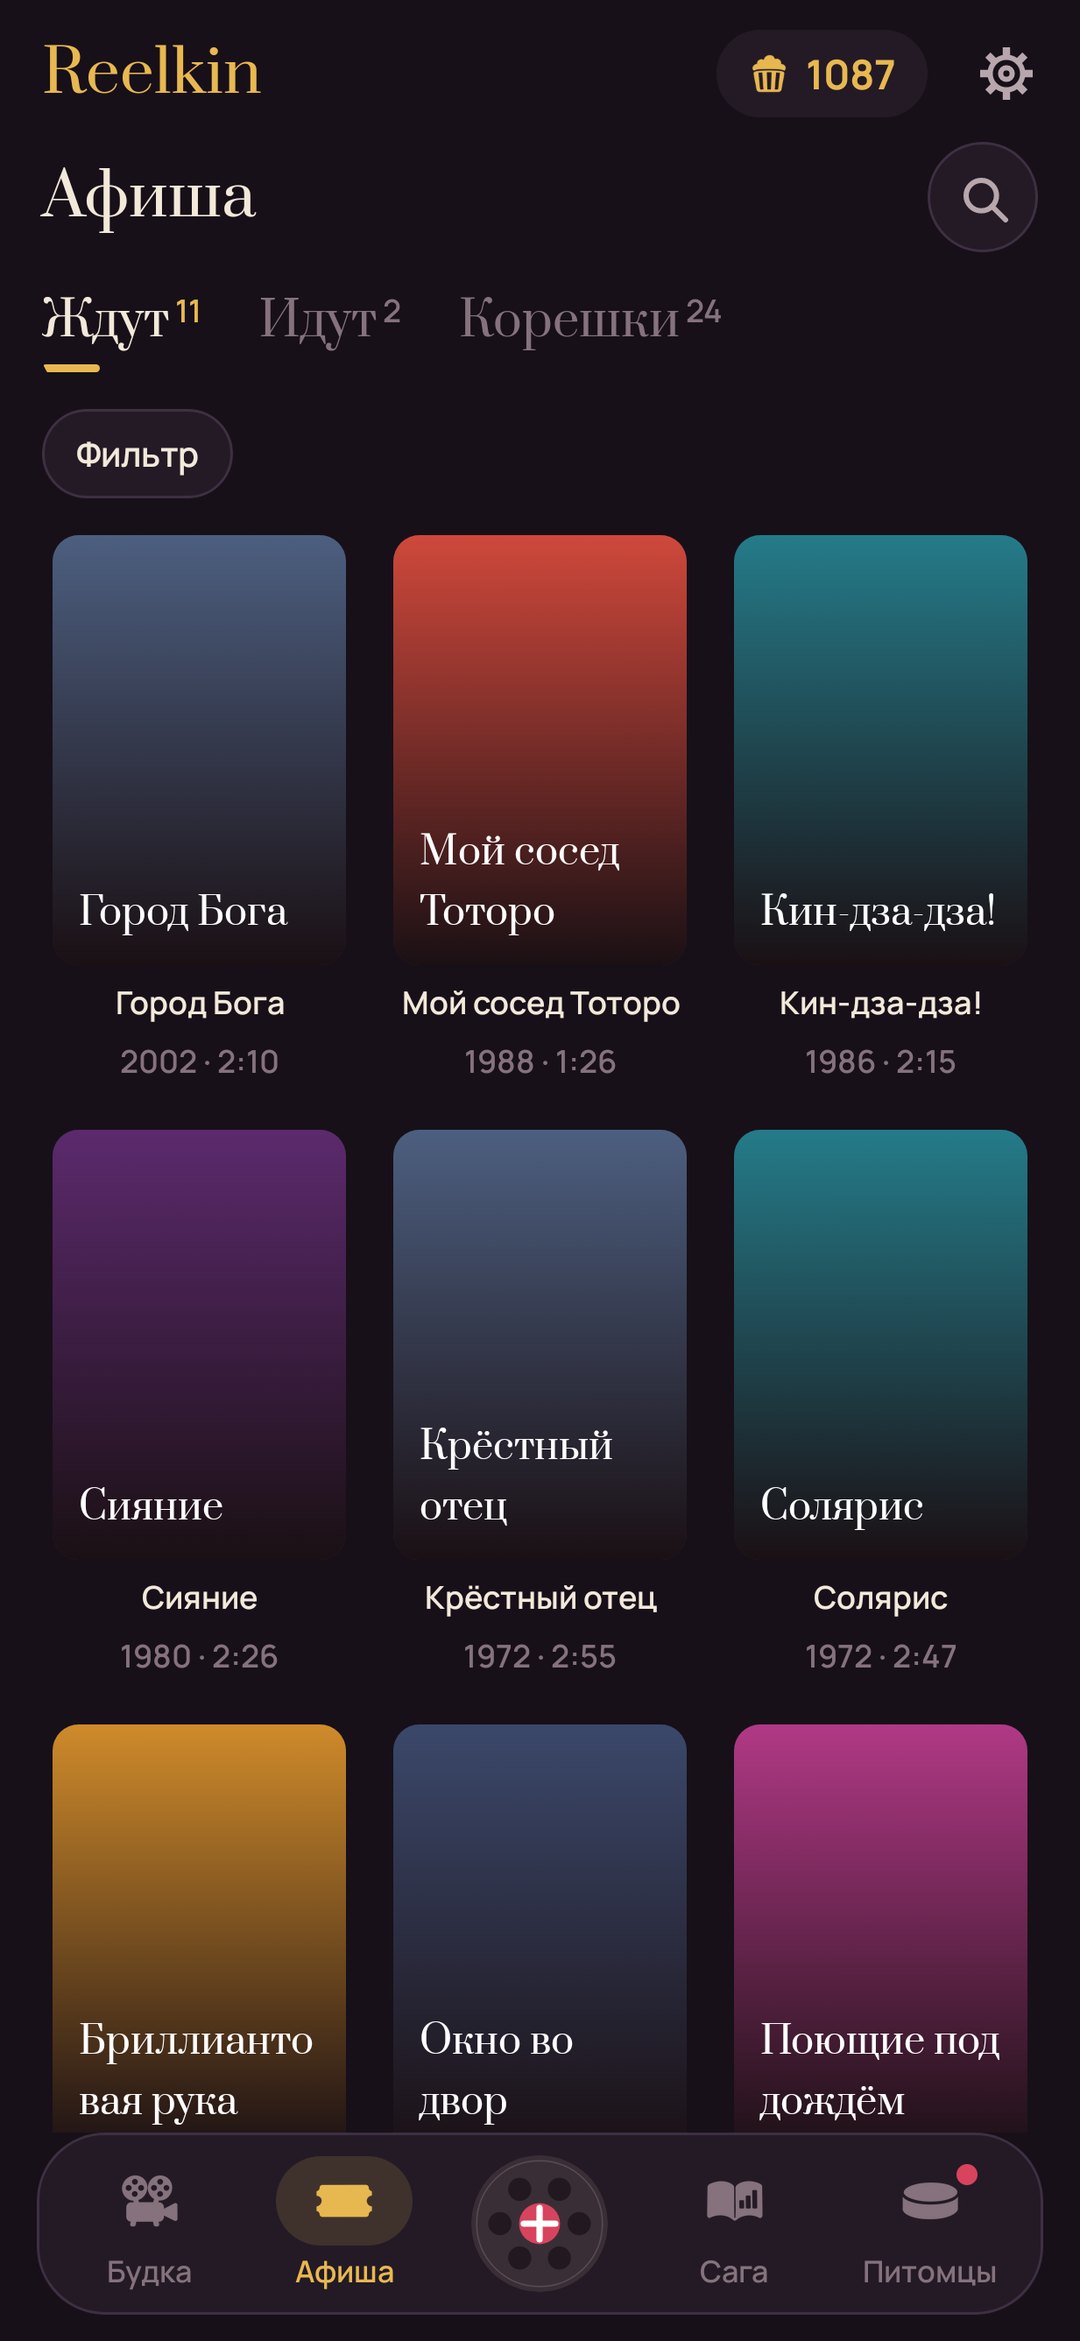 Reelkin
1087
Афиша
Ждут 11 Идут 2 Корешки 24
Фильтр
Город Бога
Мой сосед
Тоторо
Кин-дза-дза!
Город Бога
2002 · 2:10
Мой сосед Тоторо
1988 · 1:26
Кин-дза-дза!
1986 · 2:15
Сияние
Крёстный
отец
Солярис
Сияние
1980 · 2:26
Крёстный отец
1972 · 2:55
Солярис
1972 · 2:47
Бриллианто
вая рука
Окно во
двор
Поющие под
дождём
Будка
Афиша
Сага
Питомцы